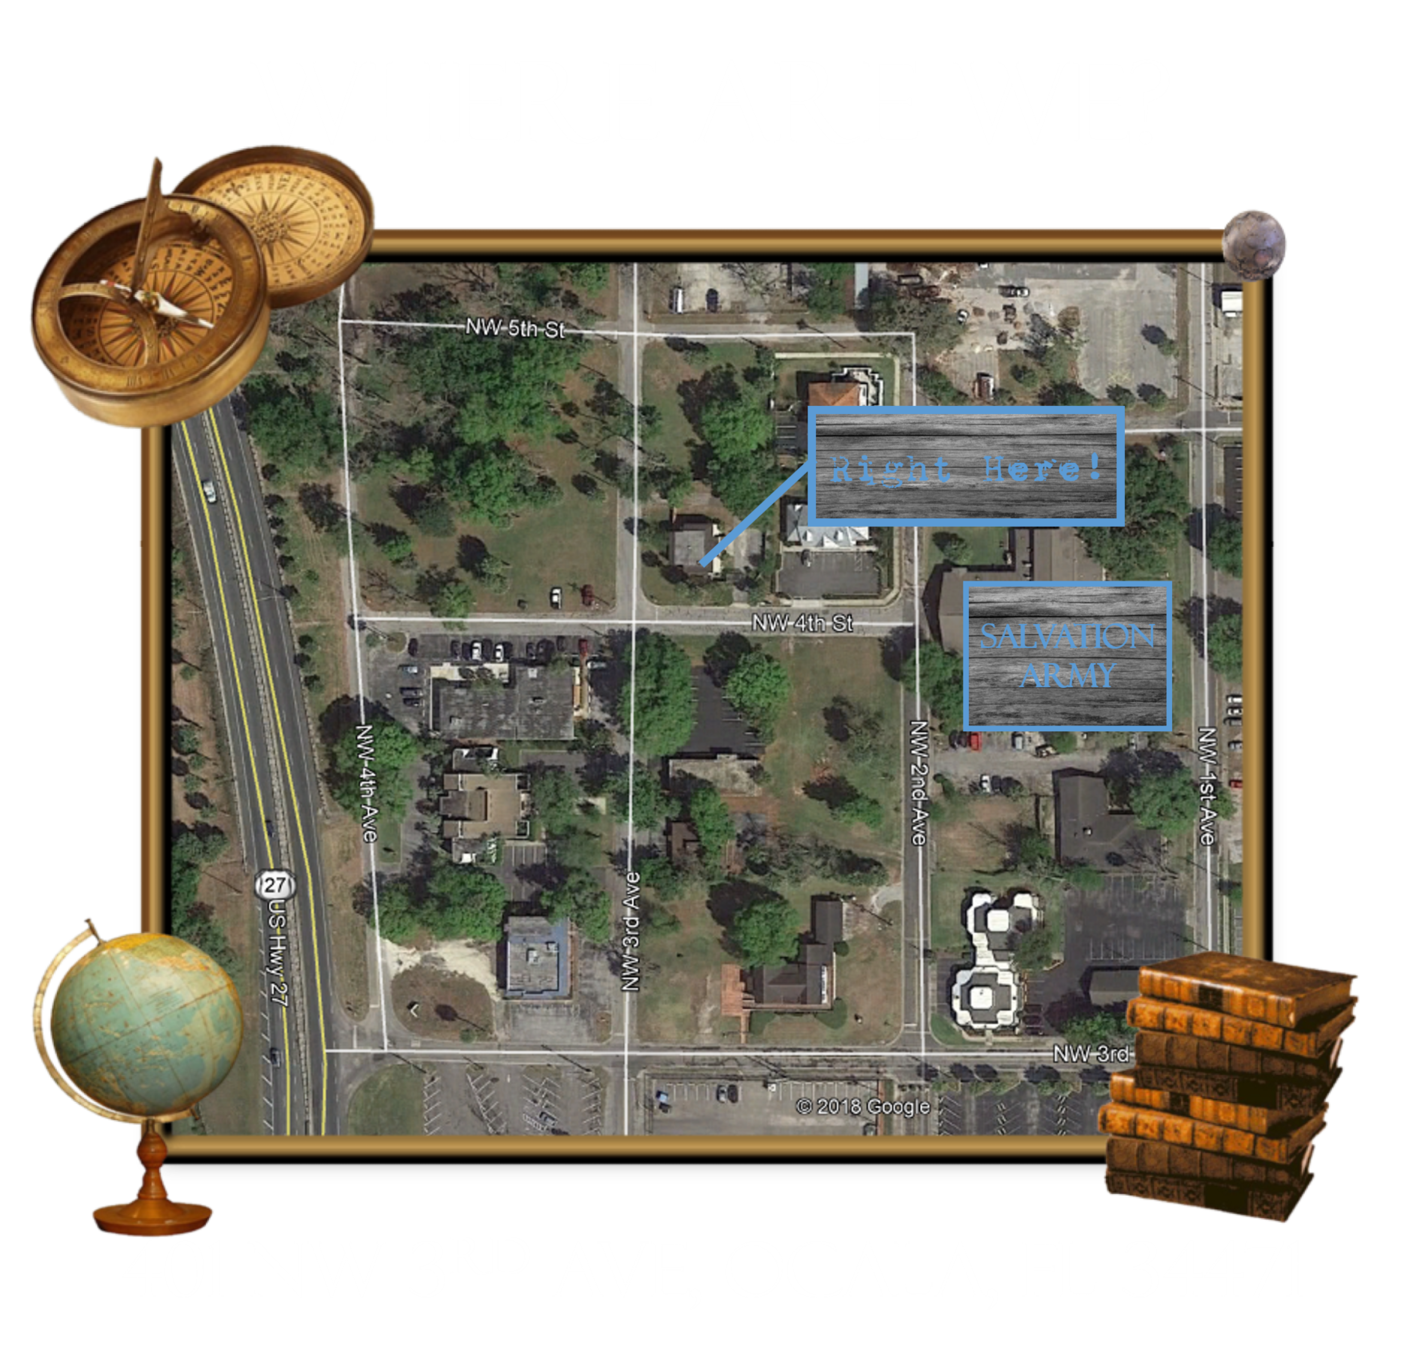 NW 5th St
Right Here!
NW 4th St
SALVATION
ARMY
NW 4th Ave
NW 2nd Ave
NW 1st Ave
NW 3rd Ave
27
US Hwy 27
NW 3rd
© 2018 Google